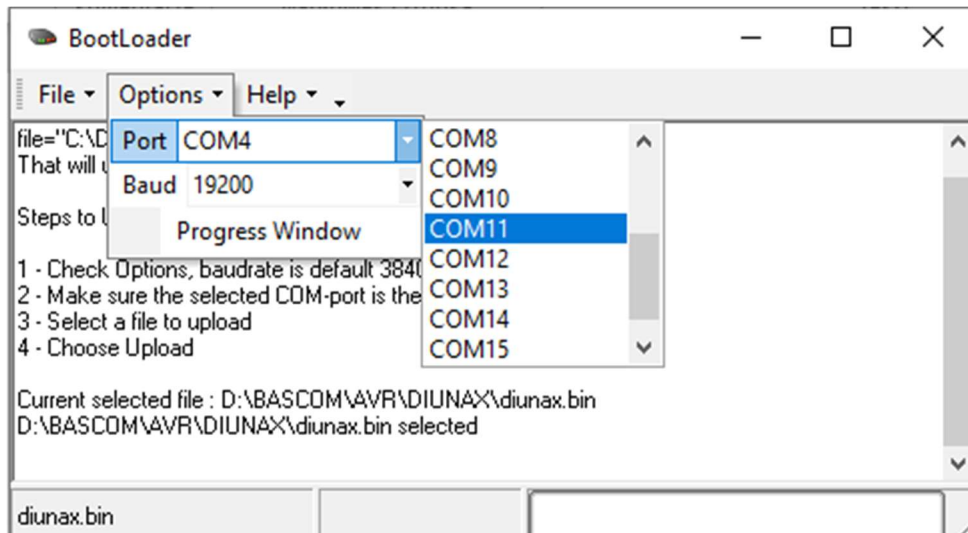 BootLoader
File Options Help
file="C:\D
That will
Port COM4
Baud 19200
Progress Window
COM8
COM9
COM10
COM11
COM12
COM13
COM14
COM15
Steps to
1 - Check Options, baudrate is default 3840
2 - Make sure the selected COM-port is the
3 - Select a file to upload
4 - Choose Upload
Current selected file : D:\BASCOM\AVR\DIUNAX\diunax.bin
D:\BASCOM\AVR\DIUNAX\diunax.bin selected
diunax.bin